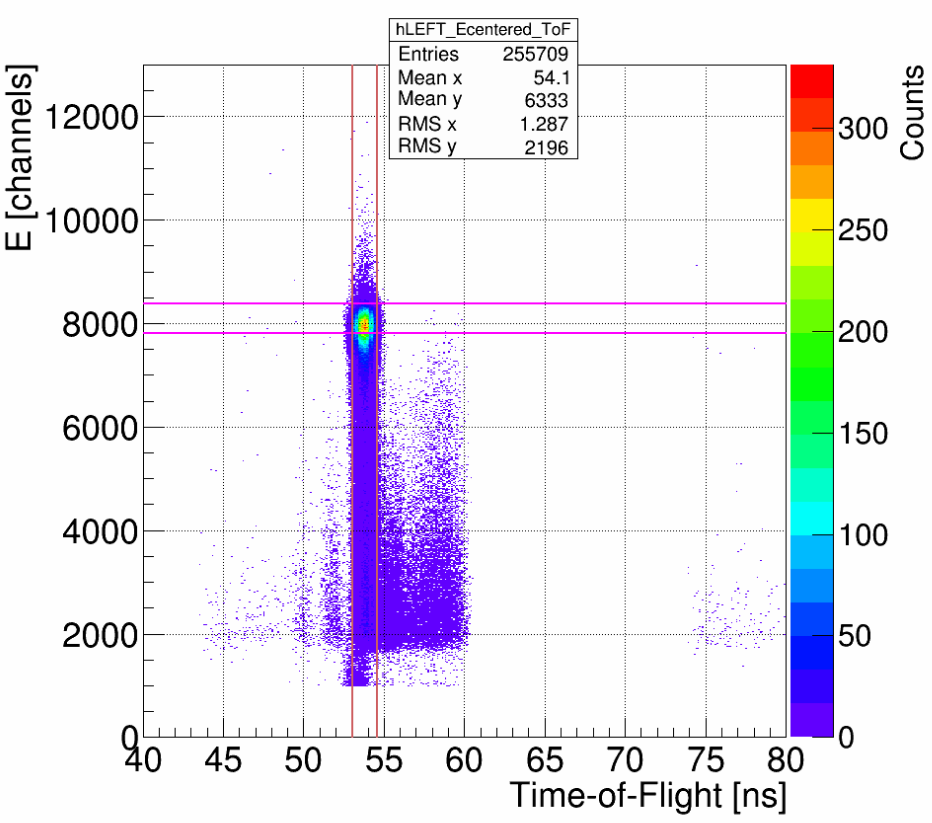 hLEFT_Ecentered_ToF
Entries 255709
Mean x 54.1
Mean y 6333
RMS x 1.287
RMS y 2196
E [channels]
12000
10000
8000
6000
4000
2000
0
40 45 50 55 60 65 70 75 80
Time-of-Flight [ns]
Counts
300
250
200
150
100
50
0